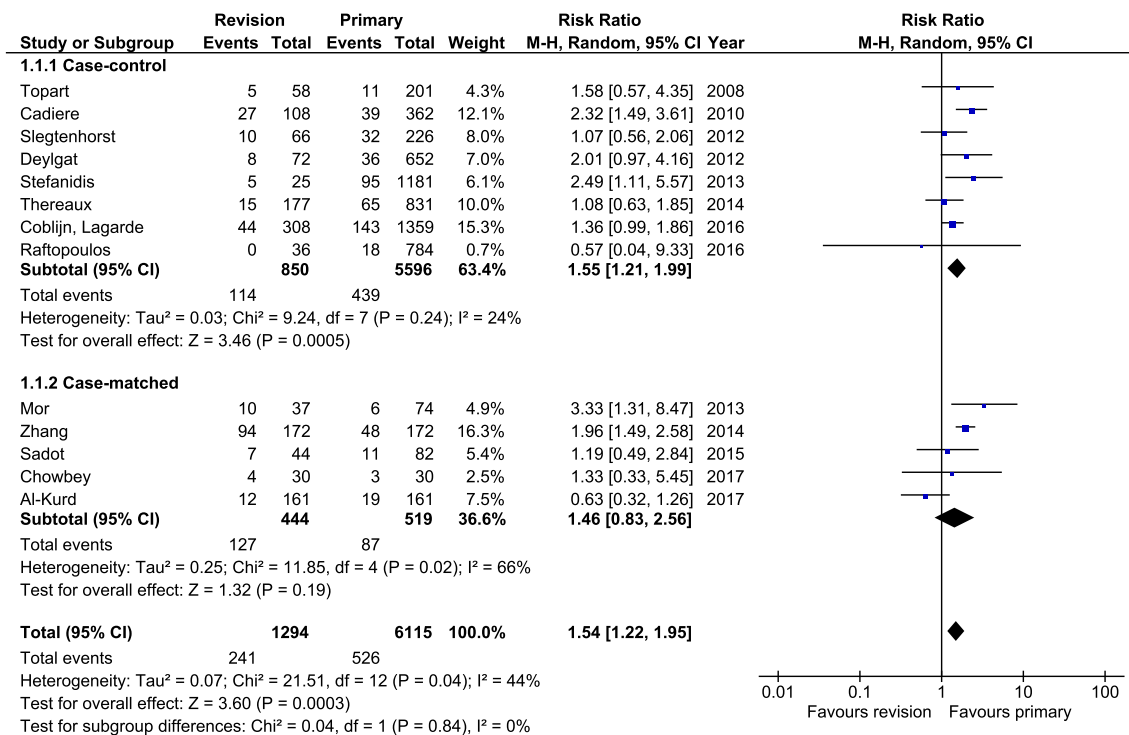 Revision Primary Risk Ratio Risk Ratio
Study or Subgroup Events Total Events Total Weight M-H, Random, 95% CI Year M-H, Random, 95% CI
1.1.1 Case-control
Topart 5 58 11 201 4.3% 1.58 [0.57, 4.35] 2008
Cadiere 27 108 39 362 12.1% 2.32 [1.49, 3.61] 2010
Slegtenhorst 10 66 32 226 8.0% 1.07 [0.56, 2.06] 2012
Deylgat 8 72 36 652 7.0% 2.01 [0.97, 4.16] 2012
Stefanidis 5 25 95 1181 6.1% 2.49 [1.11, 5.57] 2013
Thereaux 15 177 65 831 10.0% 1.08 [0.63, 1.85] 2014
Coblijn, Lagarde 44 308 143 1359 15.3% 1.36 [0.99, 1.86] 2016
Raftopoulos 0 36 18 784 0.7% 0.57 [0.04, 9.33] 2016
Subtotal (95% CI) 850 5596 63.4% 1.55 [1.21, 1.99]
Total events 114 439
Heterogeneity: Tau² = 0.03; Chi² = 9.24, df = 7 (P = 0.24); I² = 24%
Test for overall effect: Z = 3.46 (P = 0.0005)
1.1.2 Case-matched
Mor 10 37 6 74 4.9% 3.33 [1.31, 8.47] 2013
Zhang 94 172 48 172 16.3% 1.96 [1.49, 2.58] 2014
Sadot 7 44 11 82 5.4% 1.19 [0.49, 2.84] 2015
Chowbey 4 30 3 30 2.5% 1.33 [0.33, 5.45] 2017
Al-Kurd 12 161 19 161 7.5% 0.63 [0.32, 1.26] 2017
Subtotal (95% CI) 444 519 36.6% 1.46 [0.83, 2.56]
Total events 127 87
Heterogeneity: Tau² = 0.25; Chi² = 11.85, df = 4 (P = 0.02); I² = 66%
Test for overall effect: Z = 1.32 (P = 0.19)
Total (95% CI) 1294 6115 100.0% 1.54 [1.22, 1.95]
Total events 241 526
Heterogeneity: Tau² = 0.07; Chi² = 21.51, df = 12 (P = 0.04); I² = 44%
Test for overall effect: Z = 3.60 (P = 0.0003)
Test for subgroup differences: Chi² = 0.04, df = 1 (P = 0.84), I² = 0%
0.01 0.1 1 10 100
Favours revision Favours primary